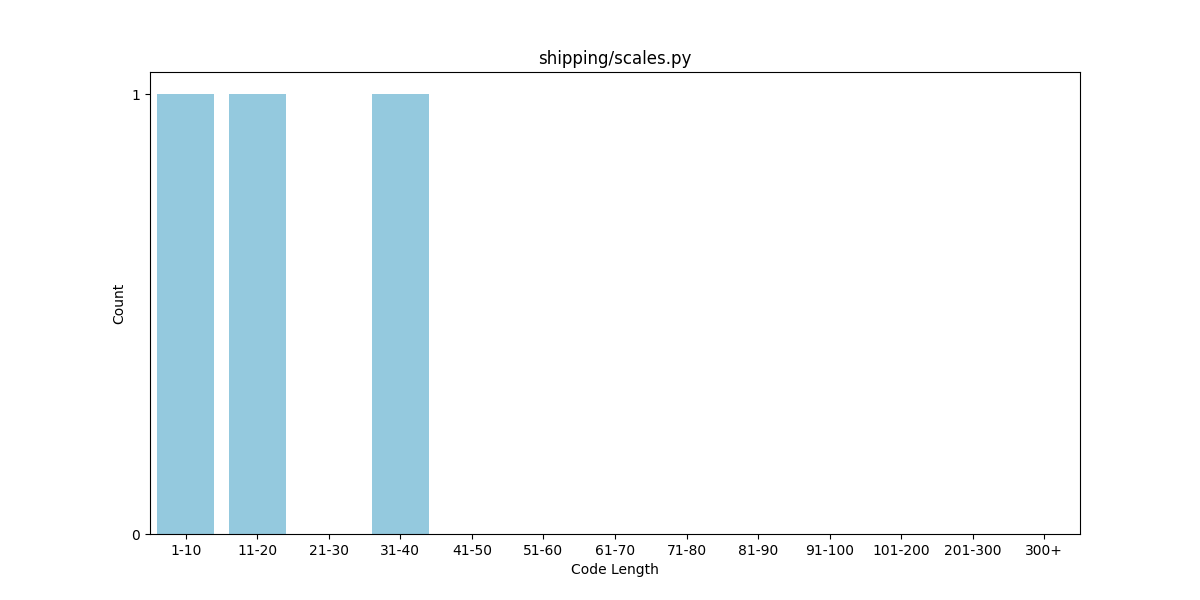 shipping/scales.py
1
0
Count
1-10 11-20 21-30 31-40 41-50 51-60 61-70 71-80 81-90 91-100 101-200 201-300 300+
Code Length